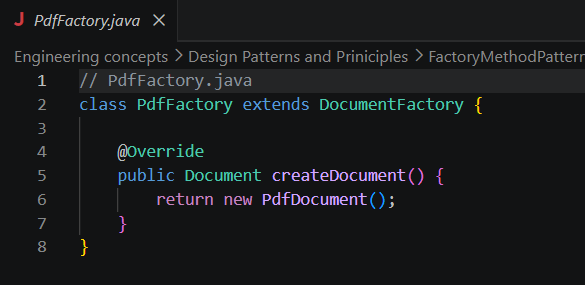 J PdfFactory.java ×
Engineering concepts > Design Patterns and Priniciples > FactoryMethodPattern
1 // PdfFactory.java
2 class PdfFactory extends DocumentFactory {
3
4 @Override
5 public Document createDocument() {
6 return new PdfDocument();
7 }
8 }